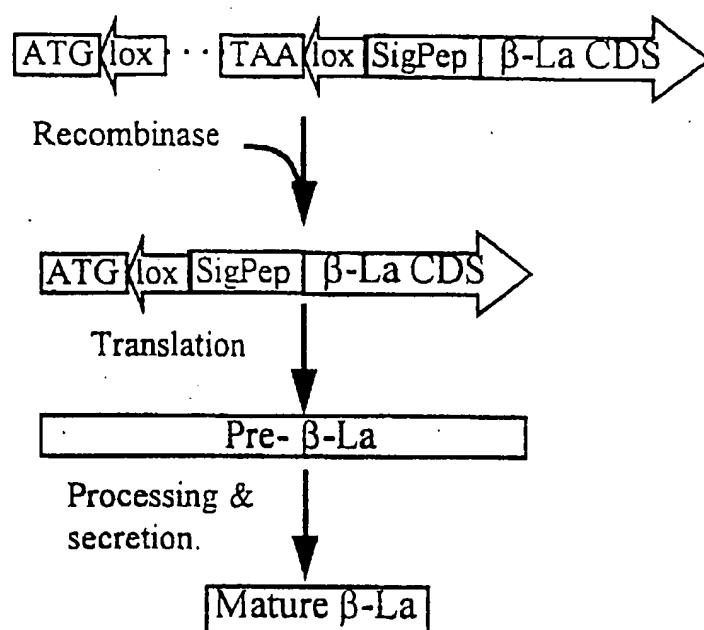 ATG lox ··· TAA lox SigPep β-La CDS
Recombinase
ATG lox SigPep β-La CDS
Translation
Pre- β-La
Processing &
secretion.
Mature β-La